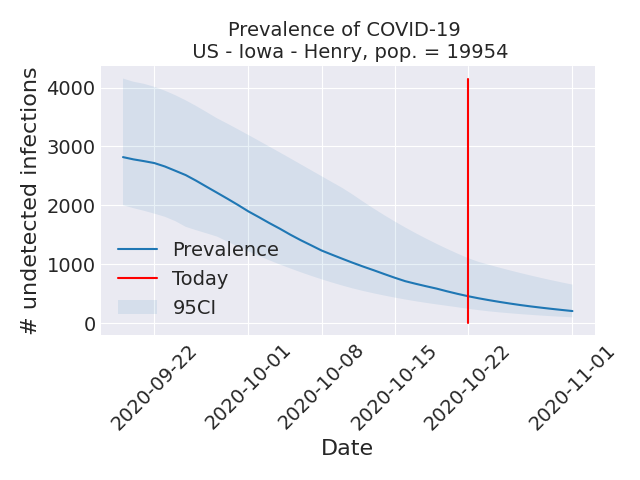 Prevalence of COVID-19
US - Iowa - Henry, pop. = 19954
# undetected infections
4000
3000
2000
1000
0
Prevalence
Today
95CI
2020-09-22
2020-10-01
2020-10-08
2020-10-15
2020-10-22
2020-11-01
Date